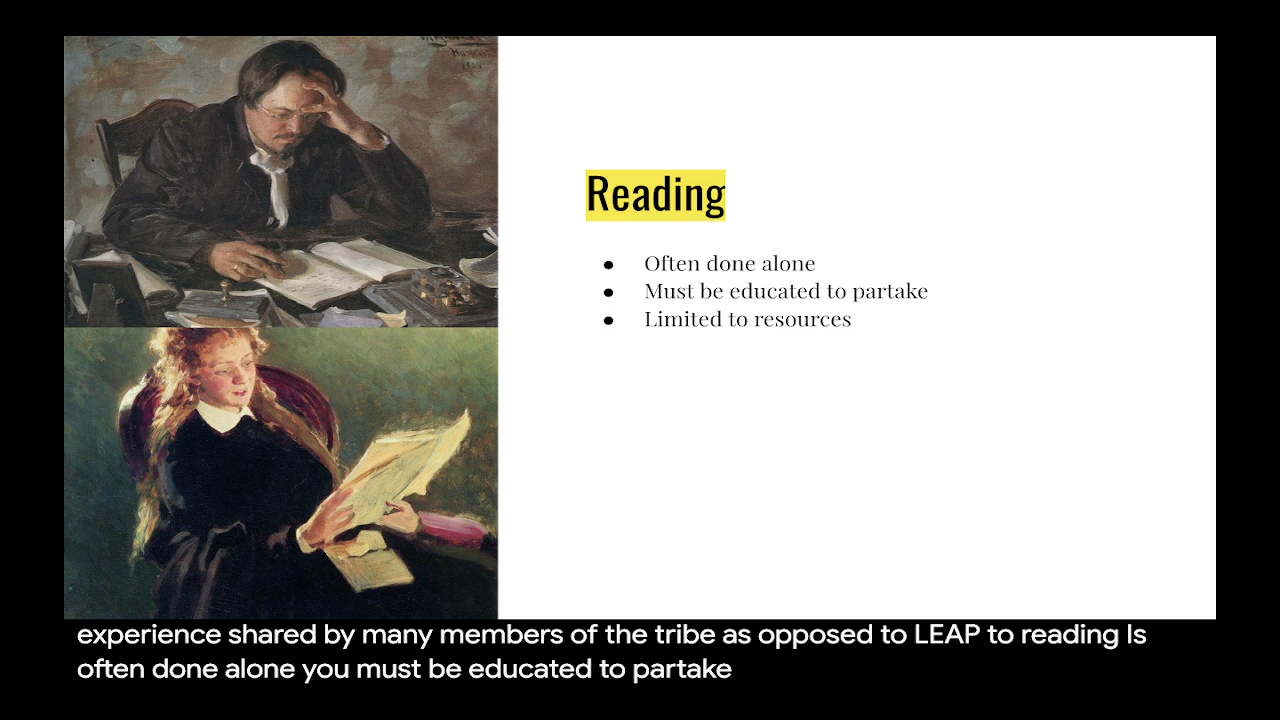 Reading
● Often done alone
● Must be educated to partake
● Limited to resources
experience shared by many members of the tribe as opposed to LEAP to reading Is
often done alone you must be educated to partake